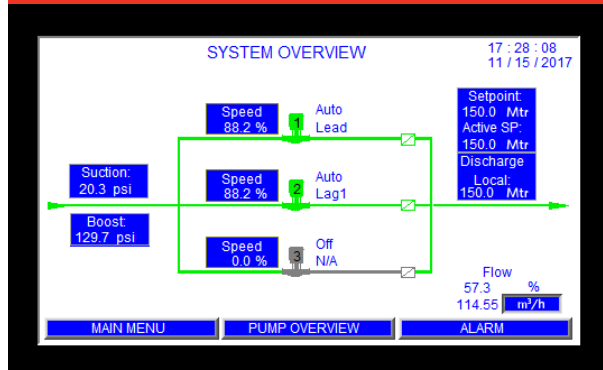 SYSTEM OVERVIEW
17 : 28 : 08
11 / 15 / 2017
Setpoint:
150.0 Mtr
Active SP:
150.0 Mtr
Discharge
Local:
150.0 Mtr
Speed
88.2 %
1
Auto
Lead
Suction:
20.3 psi
Speed
88.2 %
2
Auto
Lag1
Boost:
129.7 psi
Speed
0.0 %
3
Off
N/A
Flow
57.3 %
114.55 m³/h
MAIN MENU
PUMP OVERVIEW
ALARM